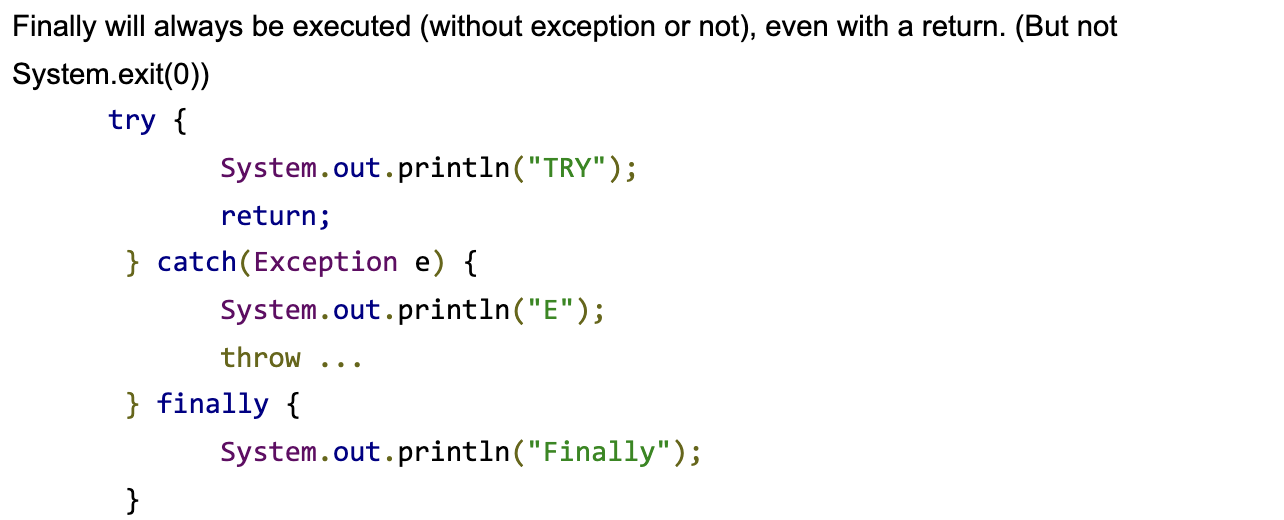 Finally will always be executed (without exception or not), even with a return. (But not
System.exit(0))
try {
System.out.println("TRY");
return;
} catch(Exception e) {
System.out.println("E");
throw ...
} finally {
System.out.println("Finally");
}